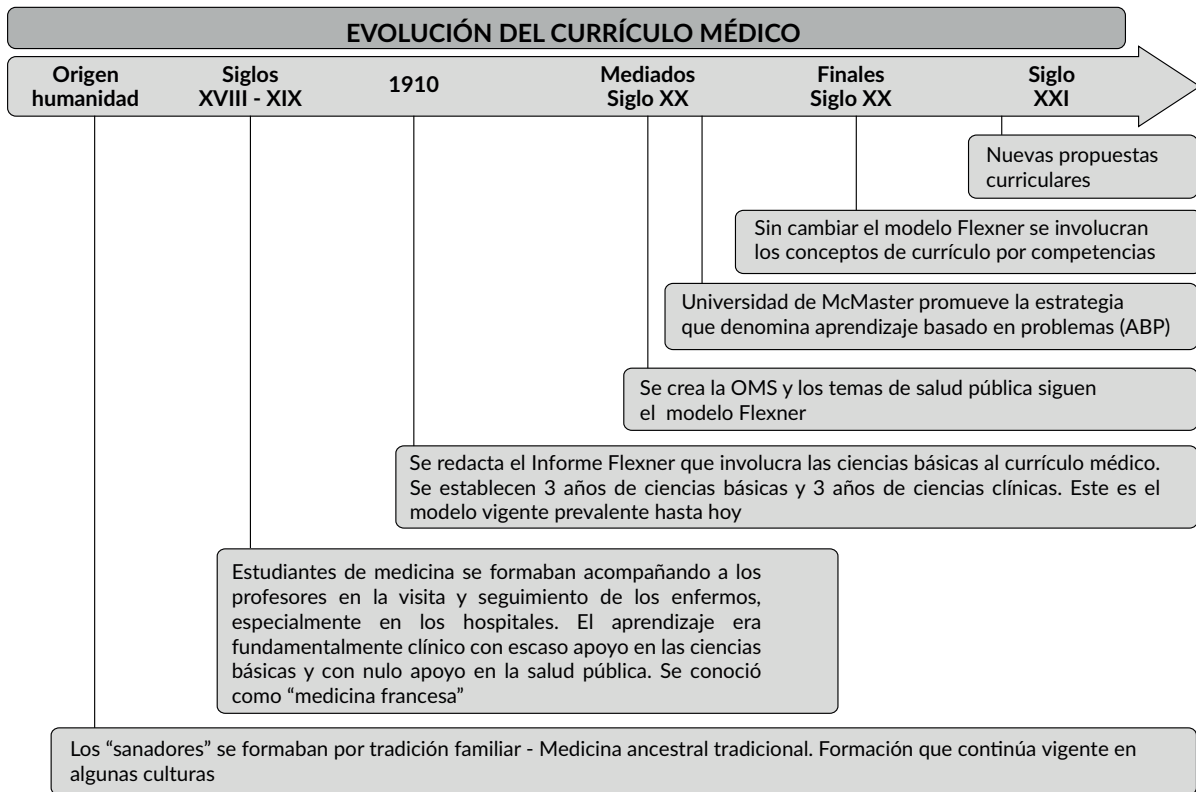 EVOLUCIÓN DEL CURRÍCULO MÉDICO
Origen
humanidad
Siglos
XVIII - XIX
1910
Mediados
Siglo XX
Finales
Siglo XX
Siglo
XXI
Nuevas propuestas
curriculares
Sin cambiar el modelo Flexner se involucran
los conceptos de currículo por competencias
Universidad de McMaster promueve la estrategia
que denomina aprendizaje basado en problemas (ABP)
Se crea la OMS y los temas de salud pública siguen
el modelo Flexner
Se redacta el Informe Flexner que involucra las ciencias básicas al currículo médico.
Se establecen 3 años de ciencias básicas y 3 años de ciencias clínicas. Este es el
modelo vigente prevalente hasta hoy
Estudiantes de medicina se formaban acompañando a los
profesores en la visita y seguimiento de los enfermos,
especialmente en los hospitales. El aprendizaje era
fundamentalmente clínico con escaso apoyo en las ciencias
básicas y con nulo apoyo en la salud pública. Se conoció
como “medicina francesa”
Los “sanadores” se formaban por tradición familiar - Medicina ancestral tradicional. Formación que continúa vigente en
algunas culturas